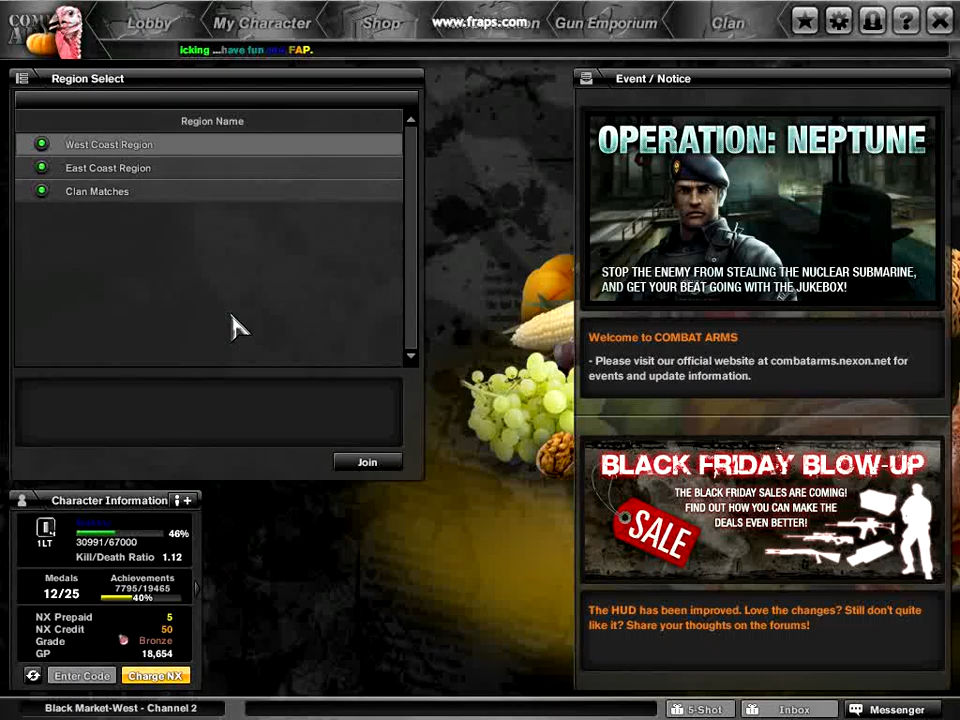 COM
A
Lobby
My Character
Shop
www.fraps.com
on
Gun Emporium
Clan
icking ...have fun FAP.
Region Select
Region Name
West Coast Region
East Coast Region
Clan Matches
Join
Event / Notice
OPERATION: NEPTUNE
STOP THE ENEMY FROM STEALING THE NUCLEAR SUBMARINE,
AND GET YOUR BEAT GOING WITH THE JUKEBOX!
Welcome to COMBAT ARMS
- Please visit our official website at combatarms.nexon.net for
events and update information.
BLACK FRIDAY BLOW-UP
THE BLACK FRIDAY SALES ARE COMING!
FIND OUT HOW YOU CAN MAKE THE
DEALS EVEN BETTER!
SALE
The HUD has been improved. Love the changes? Still don't quite
like it? Share your thoughts on the forums!
Character Information
1LT
46%
30991/67000
Kill/Death Ratio 1.12
Medals
12/25
Achievements
7795/19465
40%
NX Prepaid 5
NX Credit 50
Grade Bronze
GP 18,654
Enter Code
Charge NX
Black Market-West - Channel 2
5-Shot
Inbox
Messenger